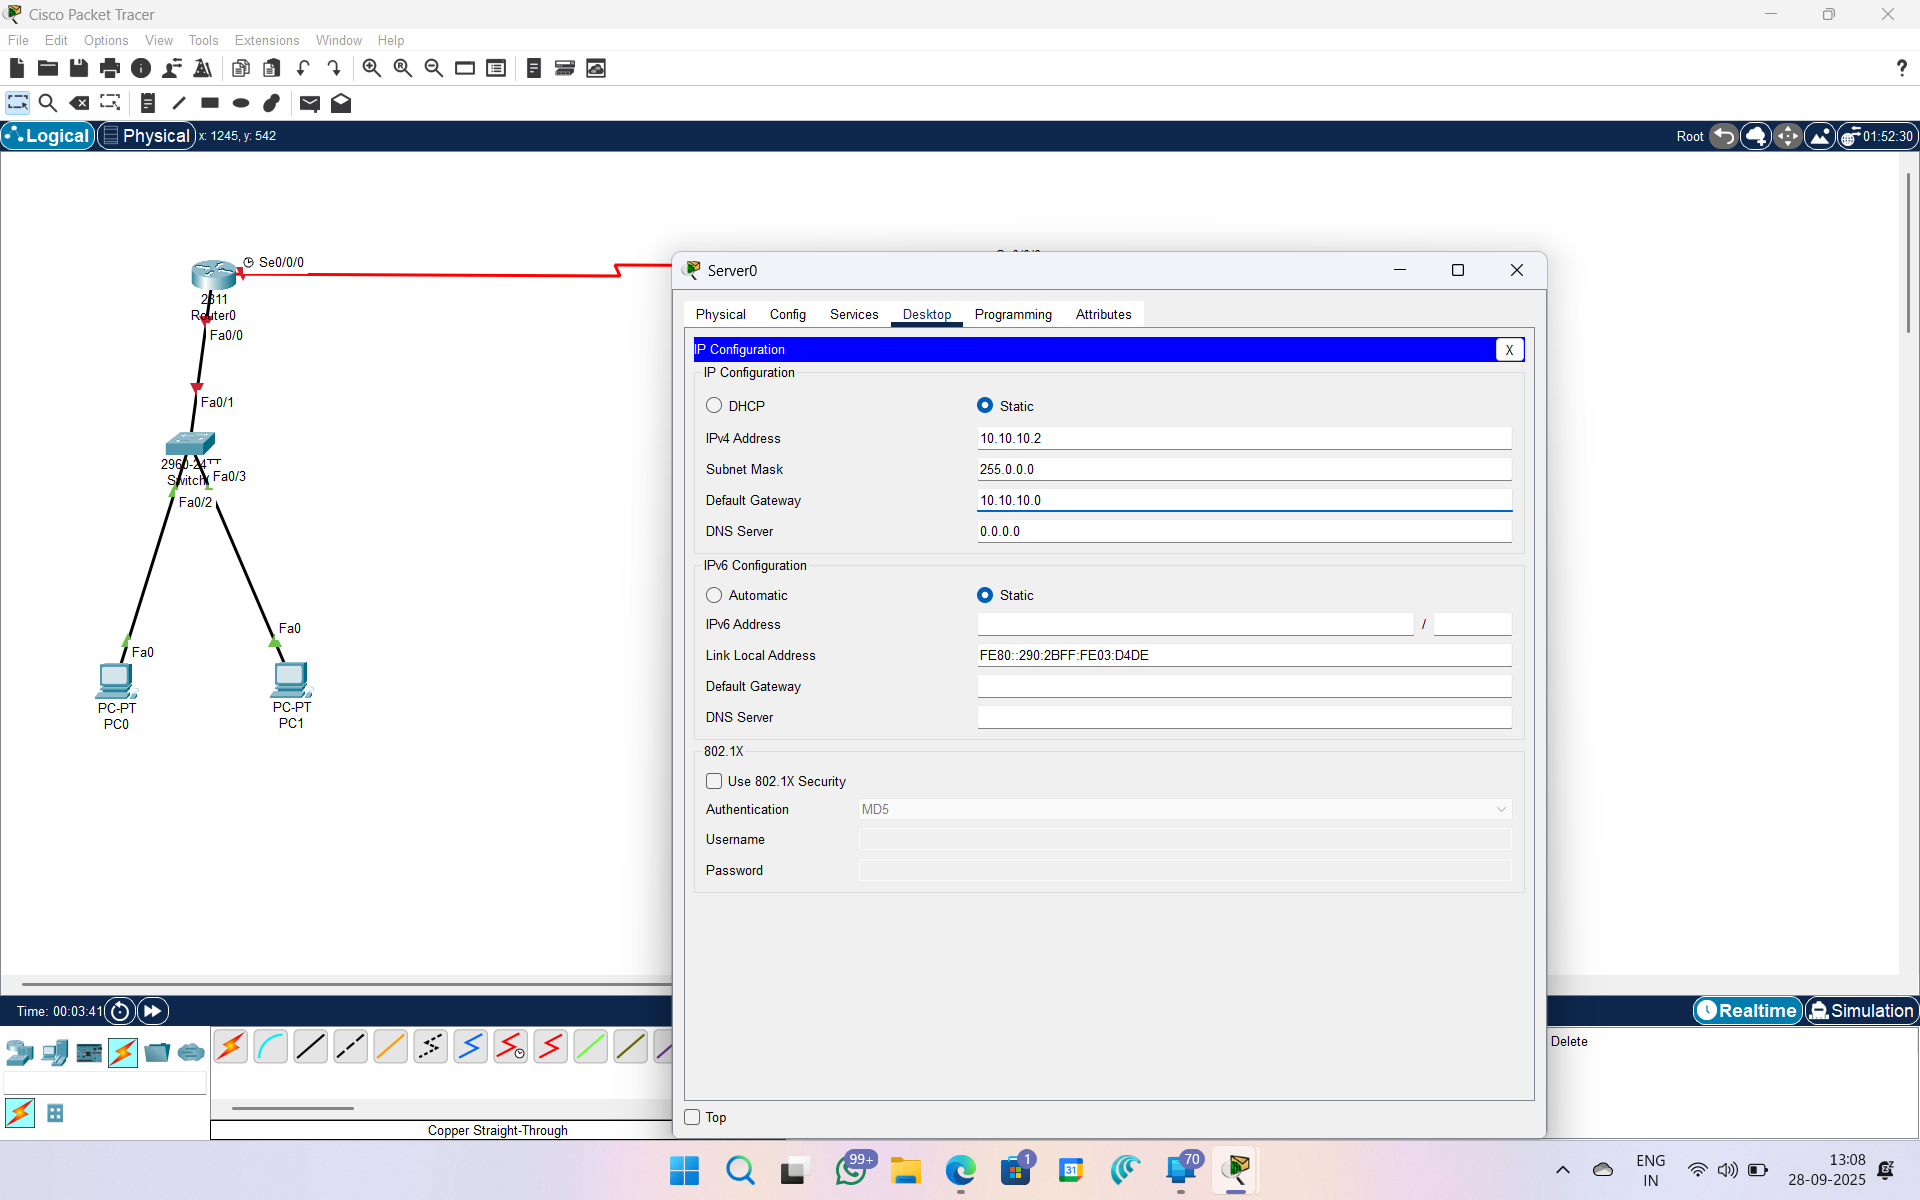 Cisco Packet Tracer
File Edit Options View Tools Extensions Window Help
?
Logical Physical x: 1245, y: 542 Root 01:52:30
Se0/0/0
2811
Router0
Fa0/0
Fa0/1
Fa0/3
Fa0/2
Fa0
Fa0
PC-PT
PC0
PC-PT
PC1
Server0
Physical Config Services Desktop Programming Attributes
IP Configuration X
IP Configuration
DHCP Static
IPv4 Address 10.10.10.2
Subnet Mask 255.0.0.0
Default Gateway 10.10.10.0
DNS Server 0.0.0.0
IPv6 Configuration
Automatic Static
IPv6 Address /
Link Local Address FE80::290:2BFF:FE03:D4DE
Default Gateway
DNS Server
802.1X
Use 802.1X Security
Authentication MD5
Username
Password
Top
Time: 00:03:41 Realtime Simulation
Delete
Copper Straight-Through
99+ 1 31 70
ENG
IN
13:08
28-09-2025